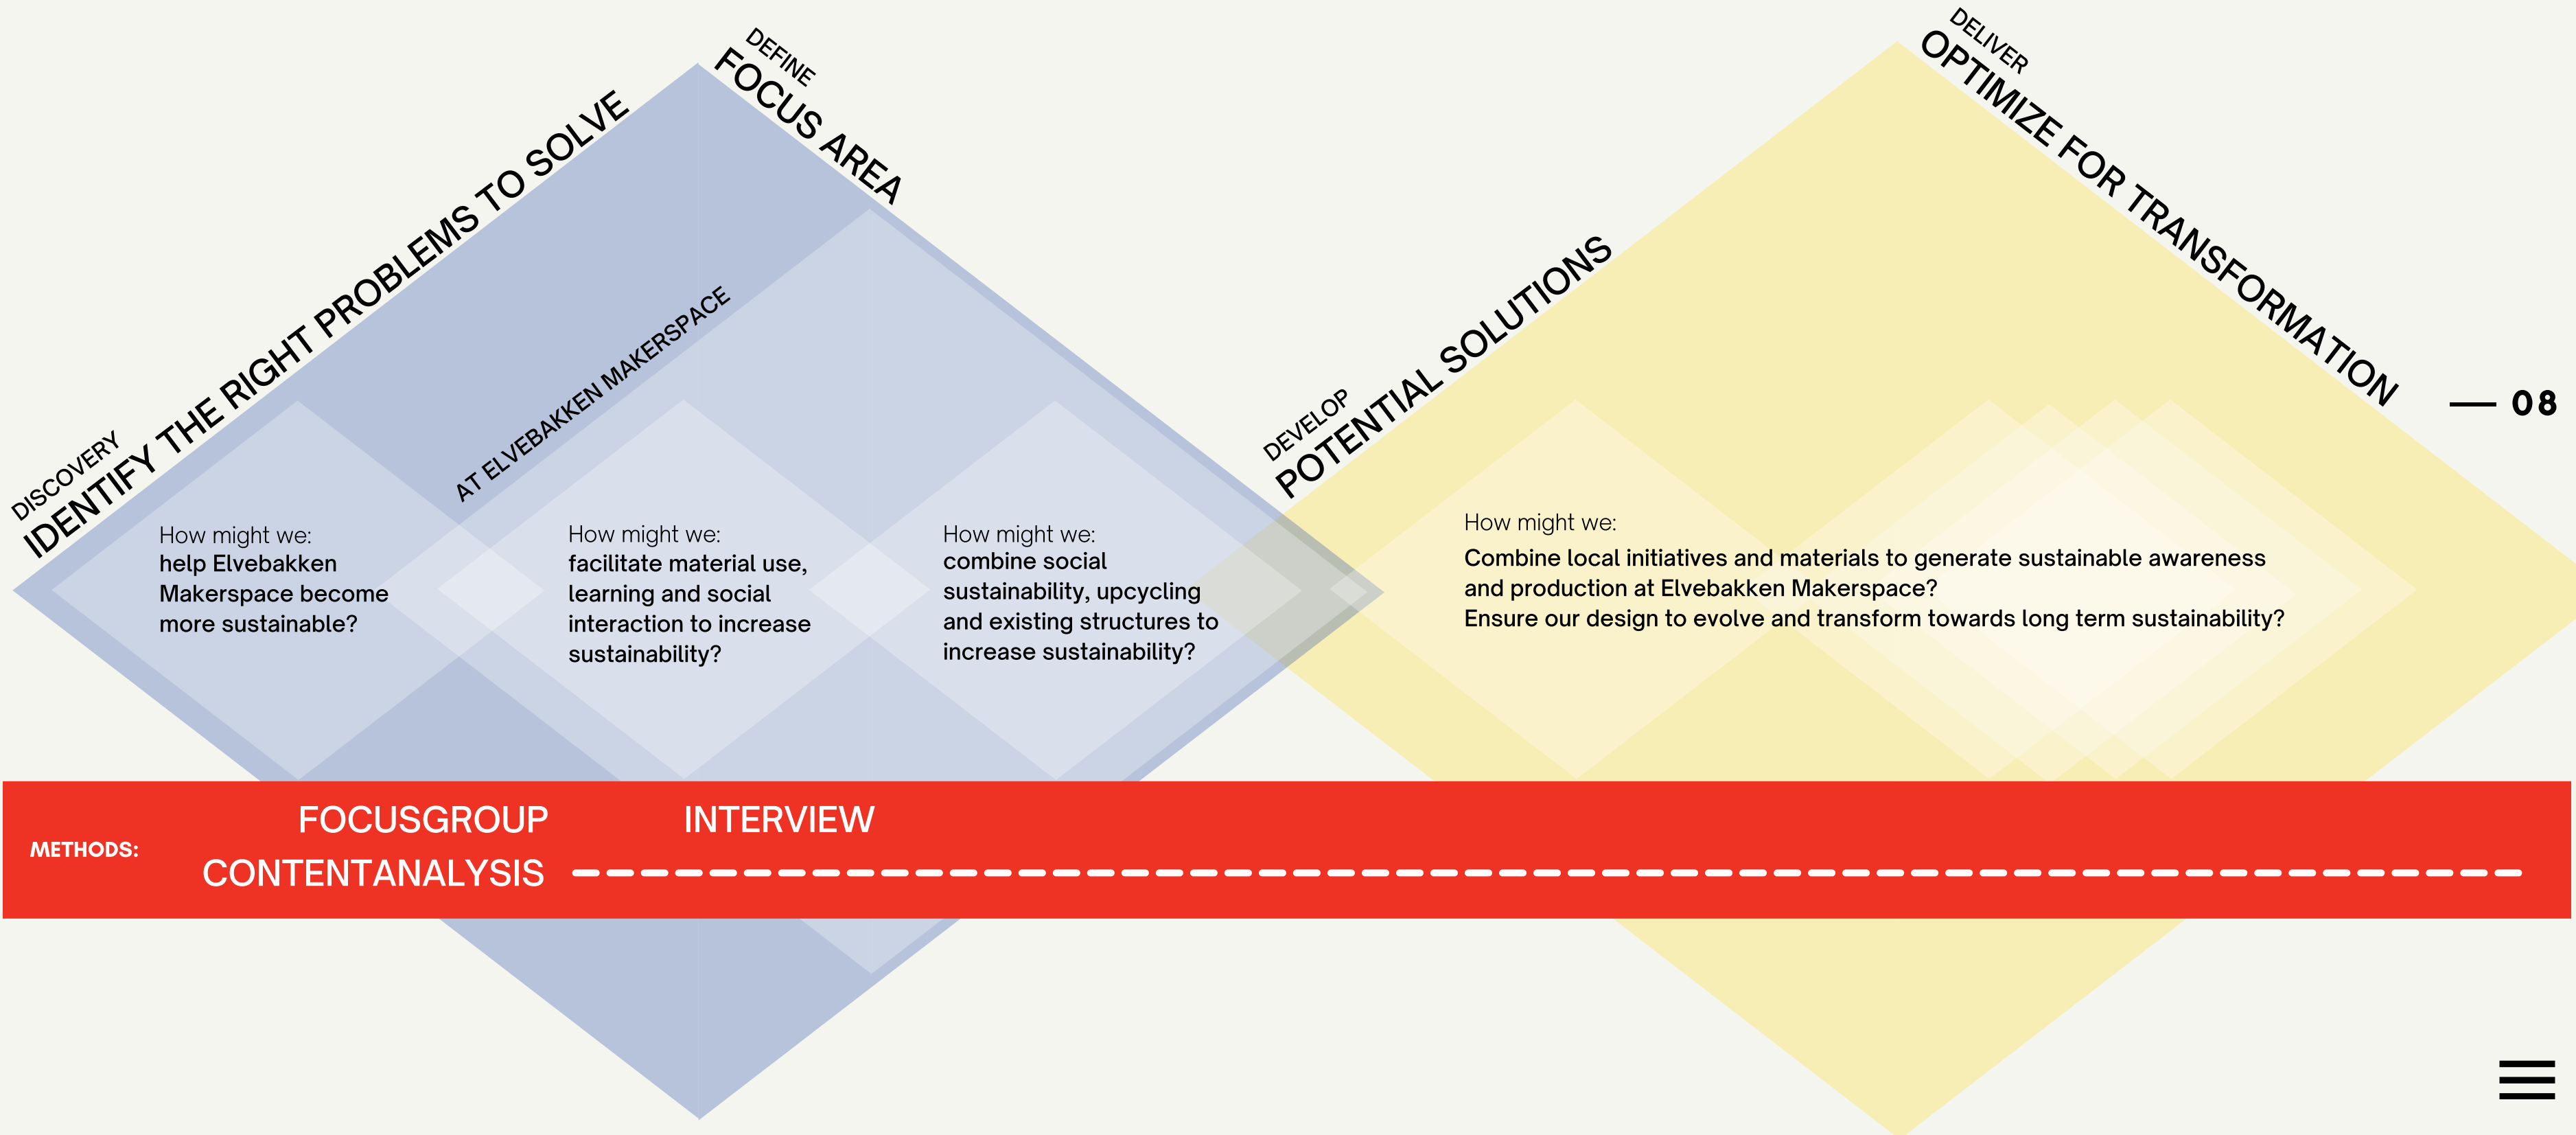 DISCOVERY
IDENTIFY THE RIGHT PROBLEMS TO SOLVE
DEFINE
FOCUS AREA
AT ELVEBAKKEN MAKERSPACE
How might we:
help Elvebakken
Makerspace become
more sustainable?
How might we:
facilitate material use,
learning and social
interaction to increase
sustainability?
How might we:
combine social
sustainability, upcycling
and existing structures to
increase sustainability?
DEVELOP
POTENTIAL SOLUTIONS
DELIVER
OPTIMIZE FOR TRANSFORMATION
How might we:
Combine local initiatives and materials to generate sustainable awareness
and production at Elvebakken Makerspace?
Ensure our design to evolve and transform towards long term sustainability?
08
METHODS:
FOCUSGROUP
INTERVIEW
CONTENTANALYSIS